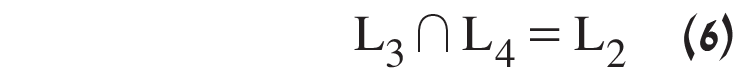 L₃ ∩ L₄ = L₂ (6)